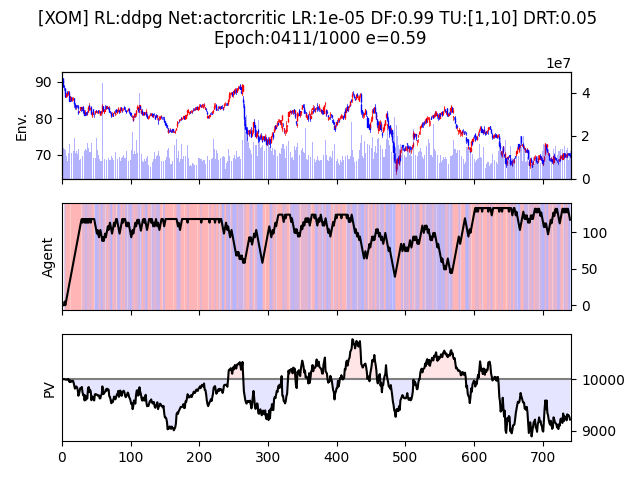 [XOM] RL:ddpg Net:actorcritic LR:1e-05 DF:0.99 TU:[1,10] DRT:0.05
Epoch:0411/1000 e=0.59
1e7
90
80
70
Env.
4
2
0
Agent
100
50
0
PV
10000
9000
0 100 200 300 400 500 600 700